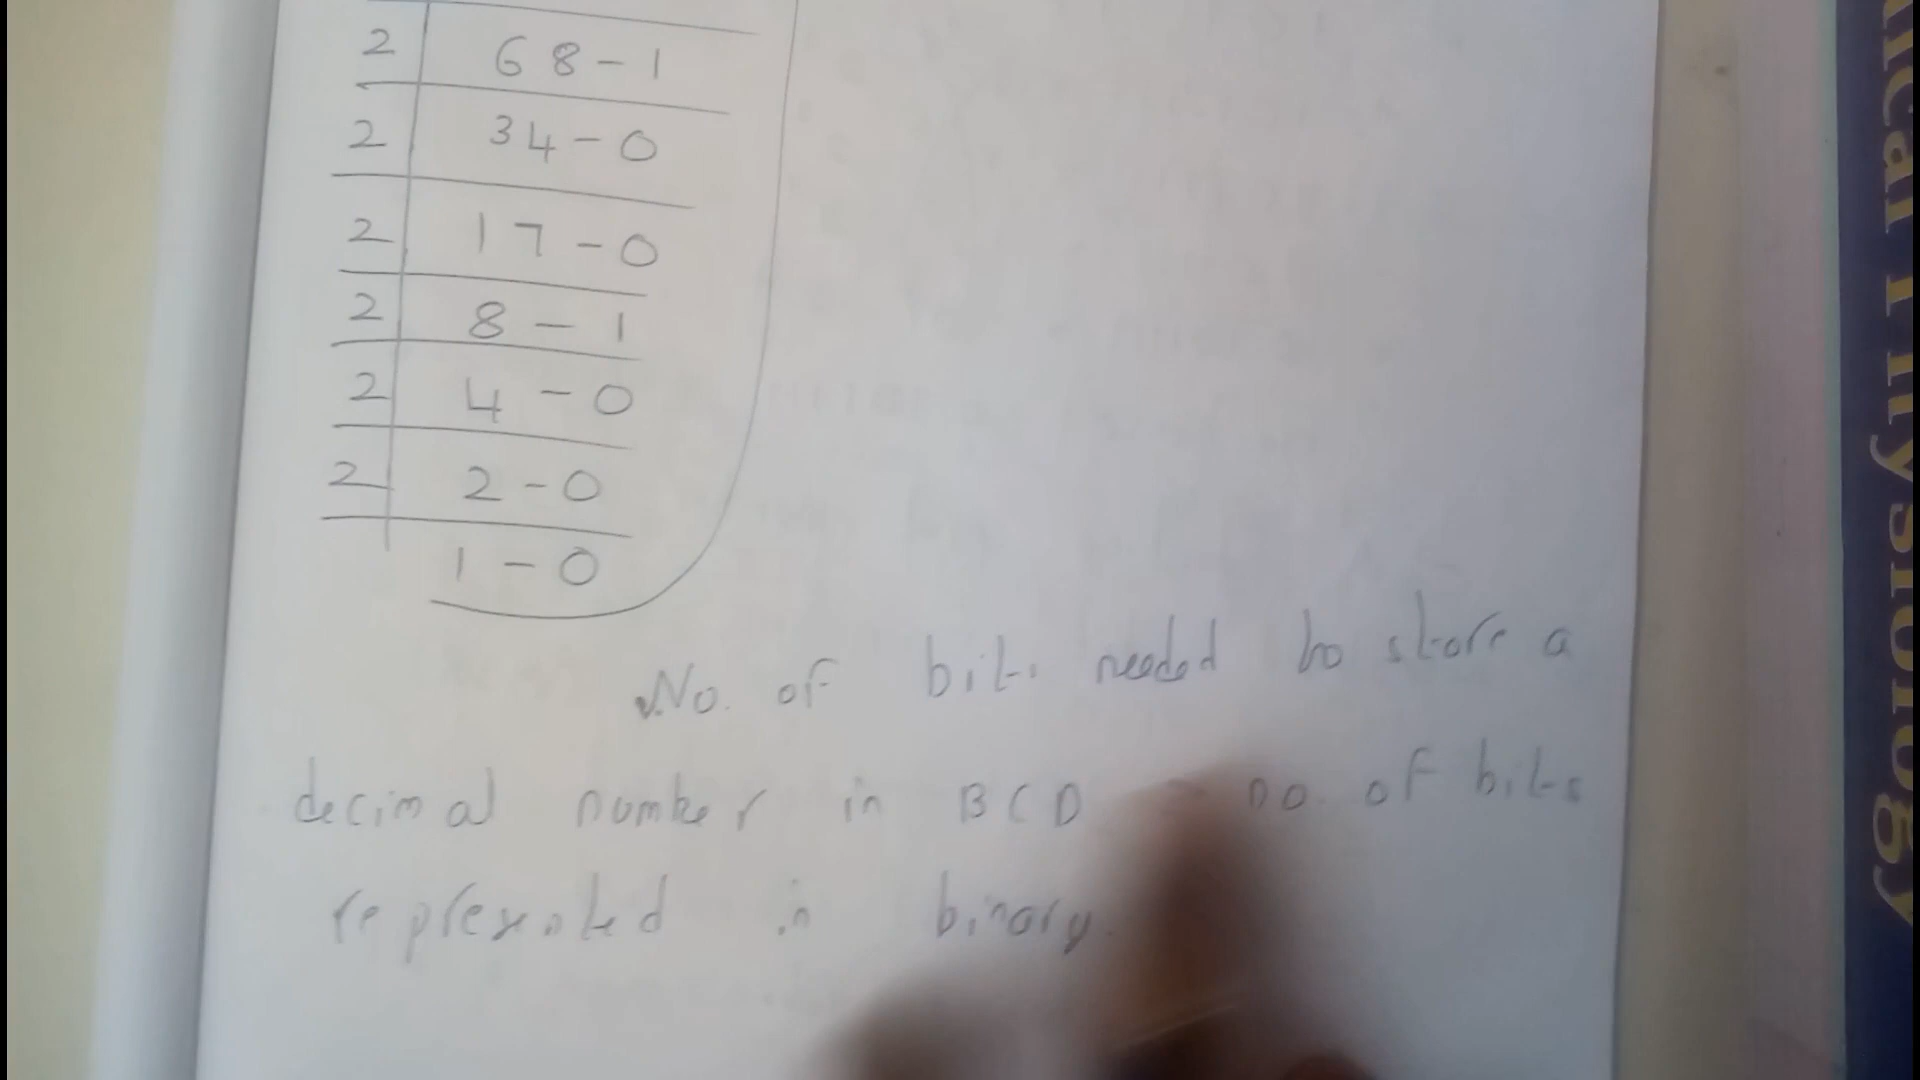 2 | 68 - 1
2 | 34 - 0
2 | 17 - 0
2 | 8 - 1
2 | 4 - 0
2 | 2 - 0
1 - 0
No. of bits needed to store a
decimal number in BCD no. of bits
represented in binary.
Physiology